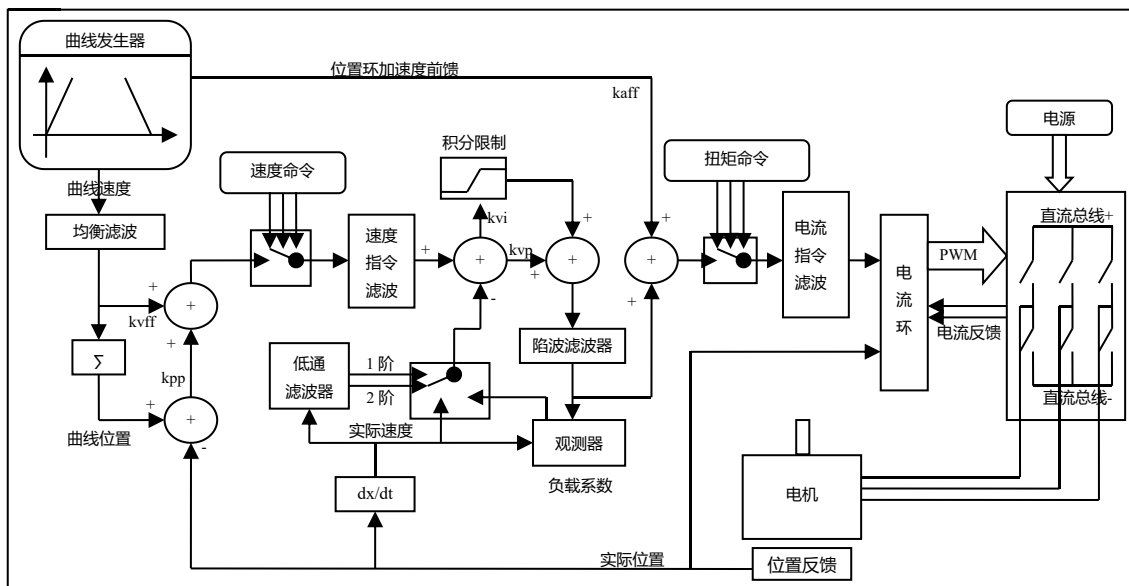 曲线发生器
位置环加速度前馈
kaff
电源
积分限制
扭矩命令
速度命令
曲线速度
均衡滤波
kvi
+
+
直流总线+
速度
指令
滤波
+
+
kvp
+
+
+
电流
指令
滤波
电
流
环
PWM
+
-
+
kvff
+
+
电流反馈
∑
+
kpp
低通
滤波器
1 阶
2 阶
陷波滤波器
直流总线-
+
+
-
曲线位置
实际速度
观测器
负载系数
dx/dt
电机
实际位置
位置反馈